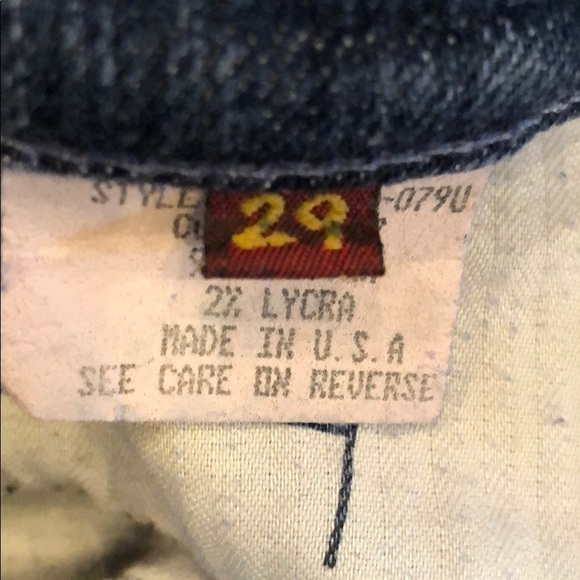 STYLE -079U
29
2% LYCRA
MADE IN U.S.A
SEE CARE ON REVERSE